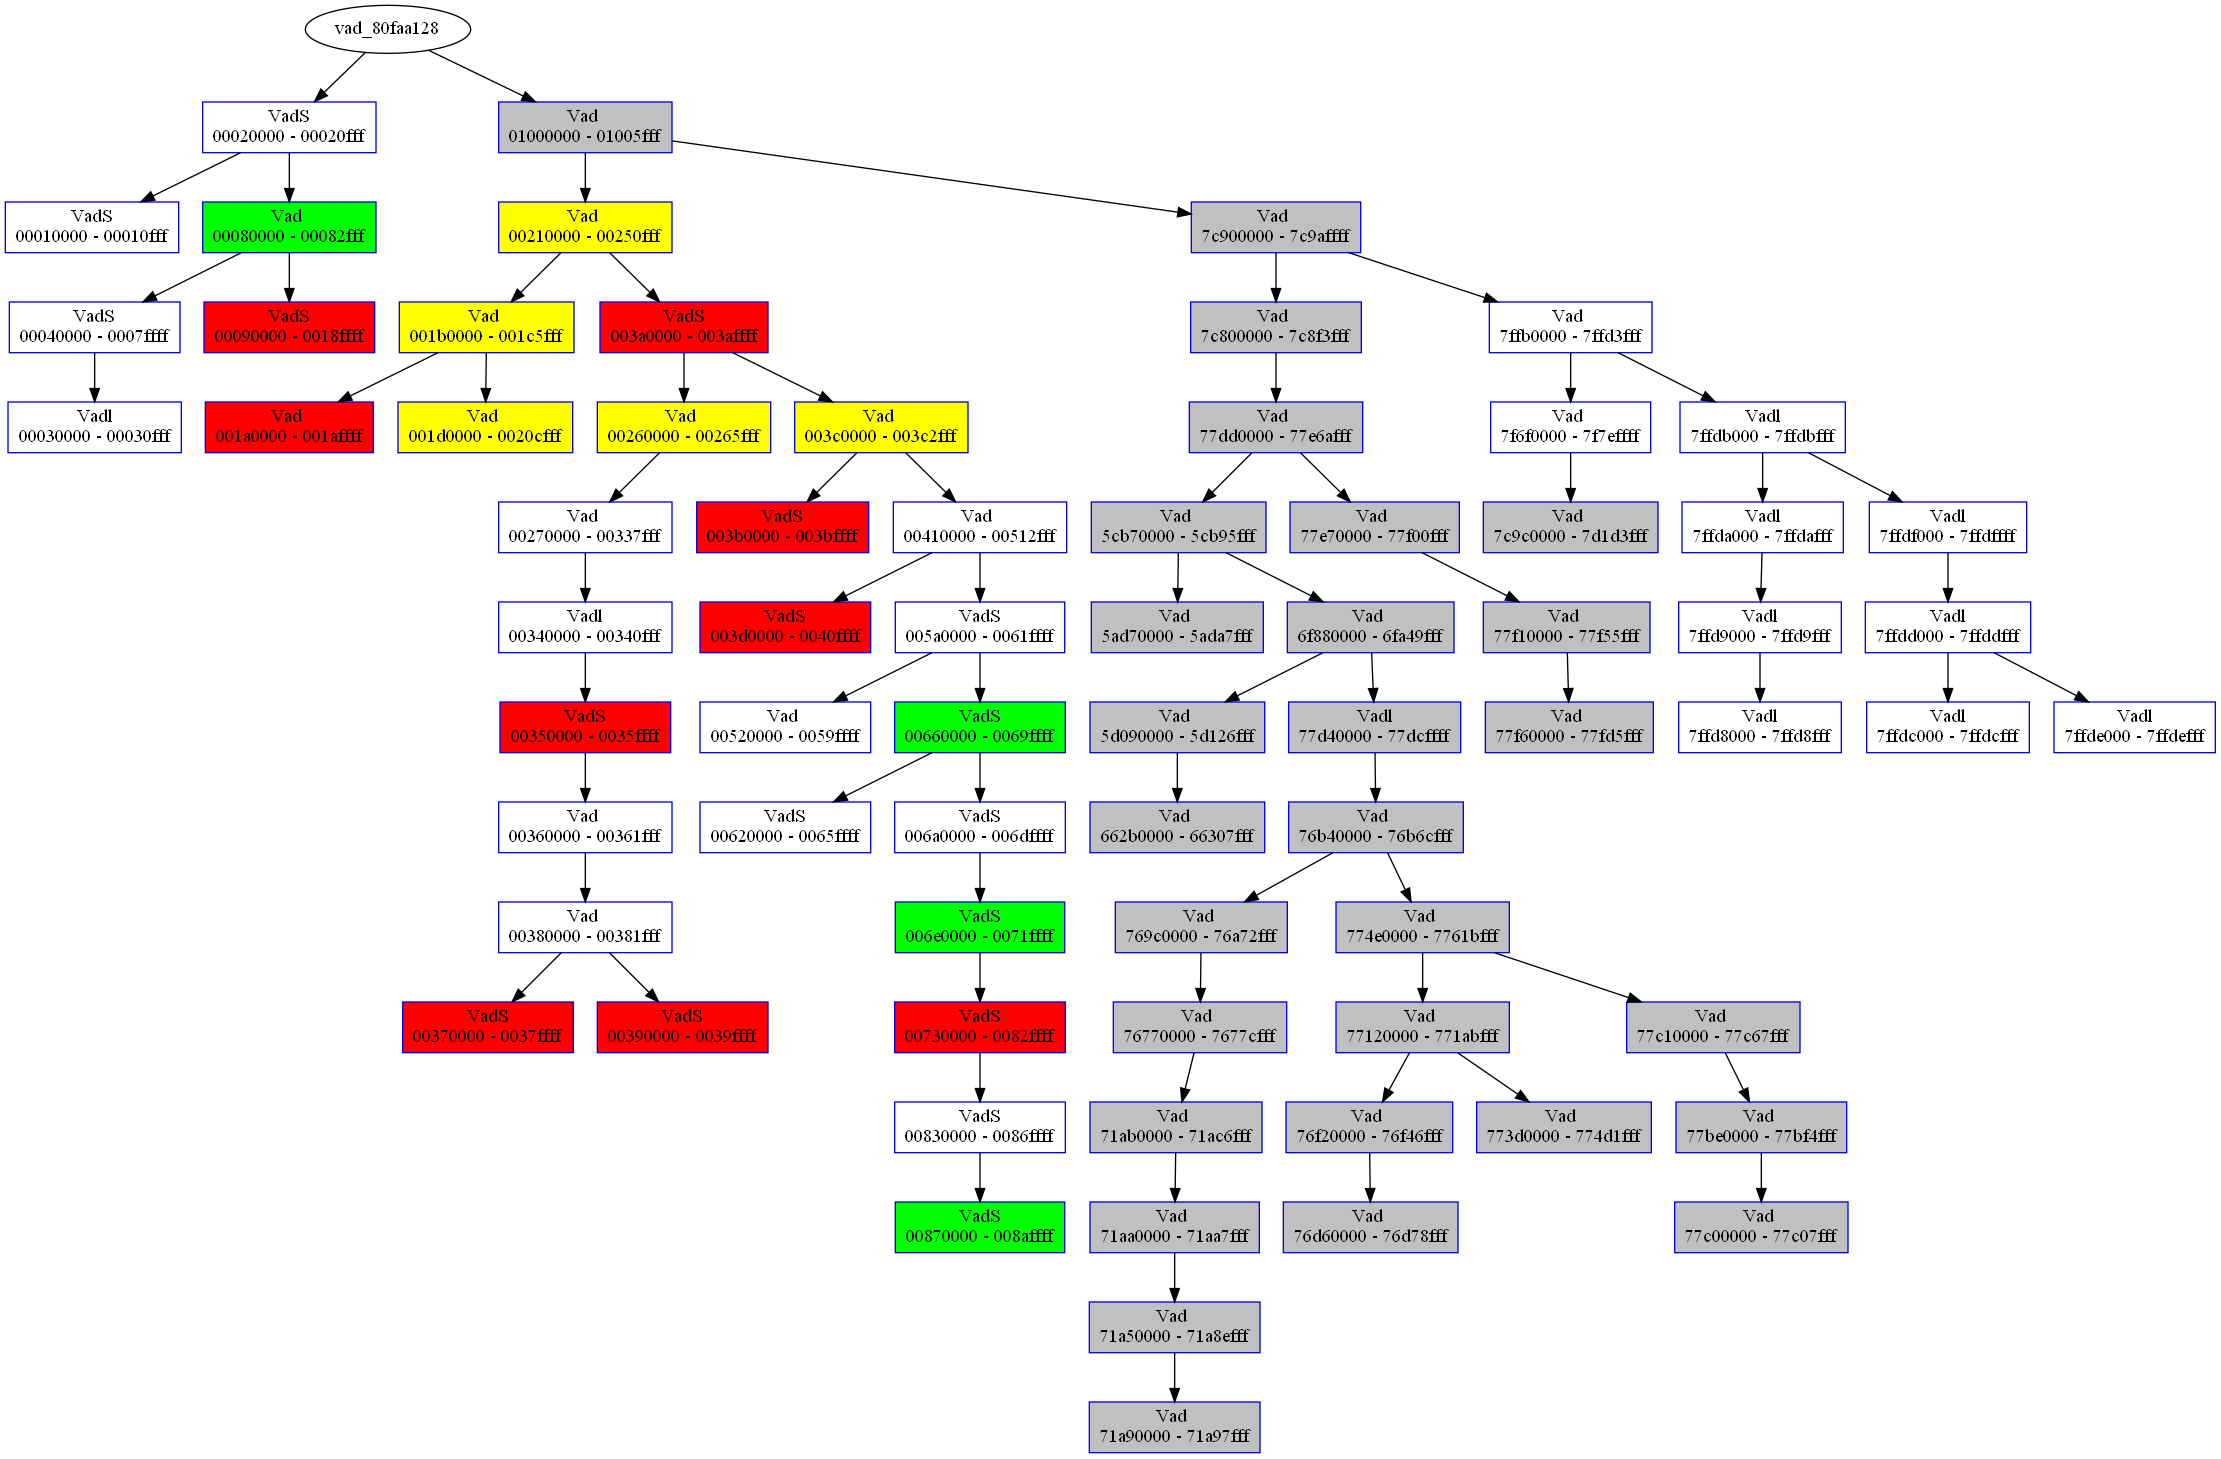 vad_80faa128
VadS
00020000 - 00020fff
Vad
01000000 - 01005fff
VadS
00010000 - 00010fff
Vad
00080000 - 00082fff
Vad
00210000 - 00250fff
Vad
7c900000 - 7c9affff
VadS
00040000 - 0007ffff
VadS
00090000 - 0018ffff
Vad
001b0000 - 001c5fff
VadS
003a0000 - 003affff
Vad
7c800000 - 7c8f3fff
Vad
7ffb0000 - 7ffd3fff
Vadl
00030000 - 00030fff
Vad
001a0000 - 001affff
Vad
001d0000 - 0020cfff
Vad
00260000 - 00265fff
Vad
003c0000 - 003c2fff
Vad
77dd0000 - 77e6afff
Vad
7f6f0000 - 7f7effff
Vadl
7ffdb000 - 7ffdbfff
Vad
00270000 - 00337fff
VadS
003b0000 - 003bffff
Vad
00410000 - 00512fff
Vad
5cb70000 - 5cb95fff
Vad
77e70000 - 77f00fff
Vad
7c9c0000 - 7d1d3fff
Vadl
7ffda000 - 7ffdafff
Vadl
7ffdf000 - 7ffdffff
Vadl
00340000 - 00340fff
VadS
003d0000 - 0040ffff
VadS
005a0000 - 0061ffff
Vad
5ad70000 - 5ada7fff
Vad
6f880000 - 6fa49fff
Vad
77f10000 - 77f55fff
Vadl
7ffd9000 - 7ffd9fff
Vadl
7ffdd000 - 7ffddfff
VadS
00350000 - 0035ffff
Vad
00520000 - 0059ffff
VadS
00660000 - 0069ffff
Vad
5d090000 - 5d126fff
Vadl
77d40000 - 77dcffff
Vad
77f60000 - 77fd5fff
Vadl
7ffd8000 - 7ffd8fff
Vadl
7ffdc000 - 7ffdcfff
Vadl
7ffde000 - 7ffdefff
Vad
00360000 - 00361fff
VadS
00620000 - 0065ffff
VadS
006a0000 - 006dffff
Vad
662b0000 - 66307fff
Vad
76b40000 - 76b6cfff
Vad
00380000 - 00381fff
VadS
006e0000 - 0071ffff
Vad
769c0000 - 76a72fff
Vad
774e0000 - 7761bfff
VadS
00370000 - 0037ffff
VadS
00390000 - 0039ffff
VadS
00730000 - 0082ffff
Vad
76770000 - 7677cfff
Vad
77120000 - 771abfff
Vad
77c10000 - 77c67fff
VadS
00830000 - 0086ffff
Vad
71ab0000 - 71ac6fff
Vad
76f20000 - 76f46fff
Vad
773d0000 - 774d1fff
Vad
77be0000 - 77bf4fff
VadS
00870000 - 008affff
Vad
71aa0000 - 71aa7fff
Vad
76d60000 - 76d78fff
Vad
77c00000 - 77c07fff
Vad
71a50000 - 71a8efff
Vad
71a90000 - 71a97fff